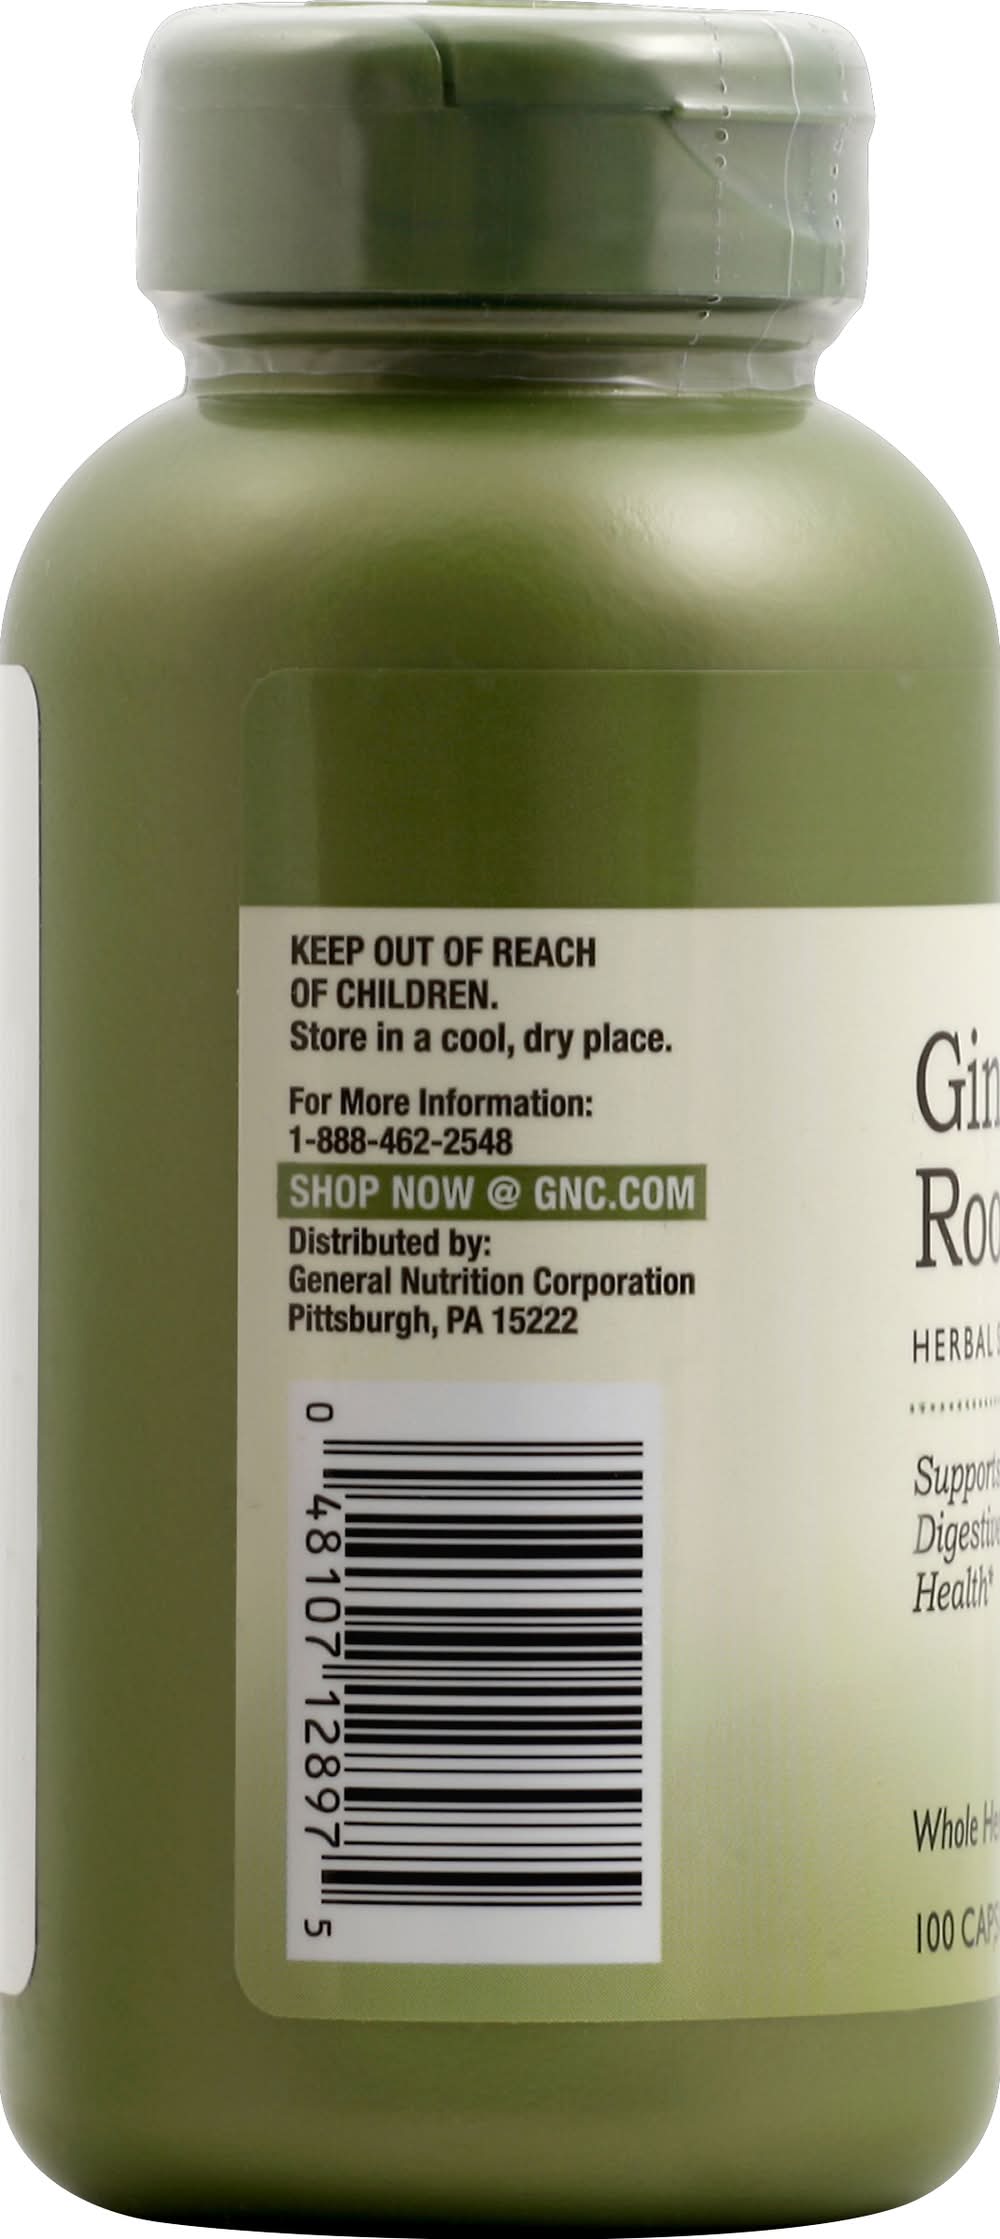 KEEP OUT OF REACH
OF CHILDREN.
Store in a cool, dry place.
For More Information:
1-888-462-2548
SHOP NOW @ GNC.COM
Distributed by:
General Nutrition Corporation
Pittsburgh, PA 15222
0 48107 12897 5
Gin
Roo
HERBAL S
Supports
Digestive
Health*
Whole He
100 CAPS